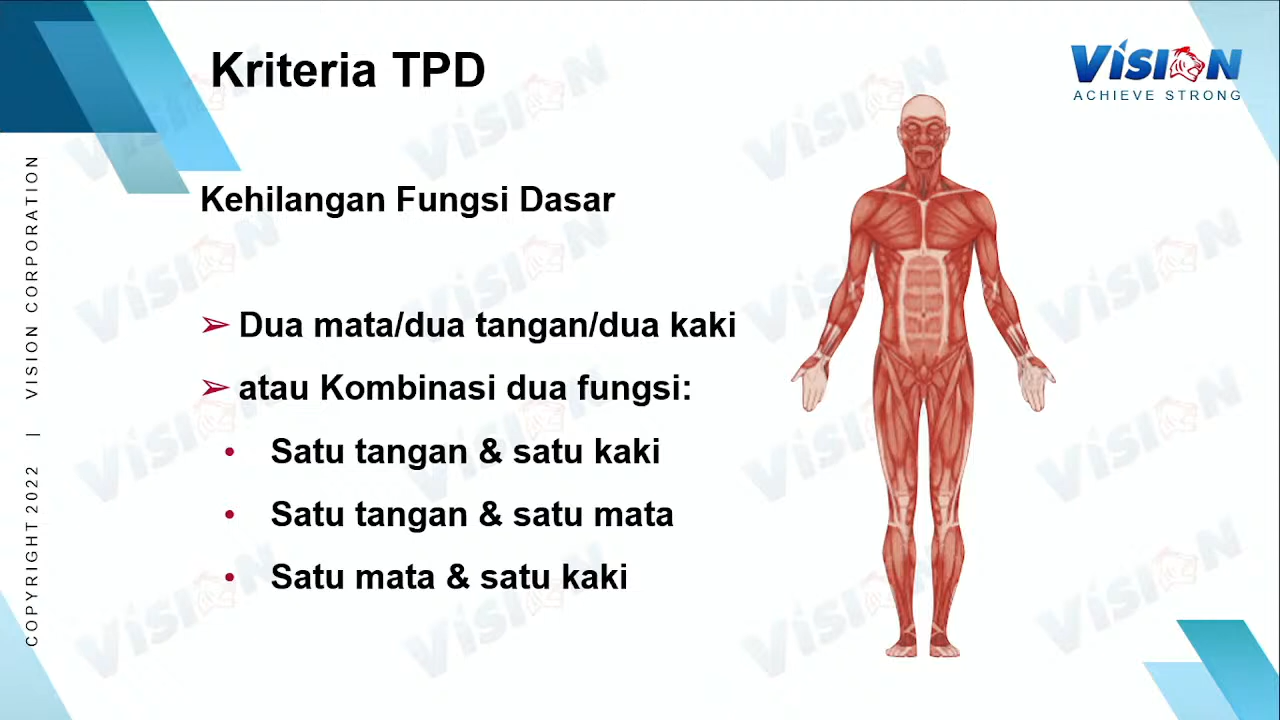 Kriteria TPD
VISION
ACHIEVE STRONG
Kehilangan Fungsi Dasar
➢ Dua mata/dua tangan/dua kaki
➢ atau Kombinasi dua fungsi:
• Satu tangan & satu kaki
• Satu tangan & satu mata
• Satu mata & satu kaki
COPYRIGHT 2022 | VISION CORPORATION